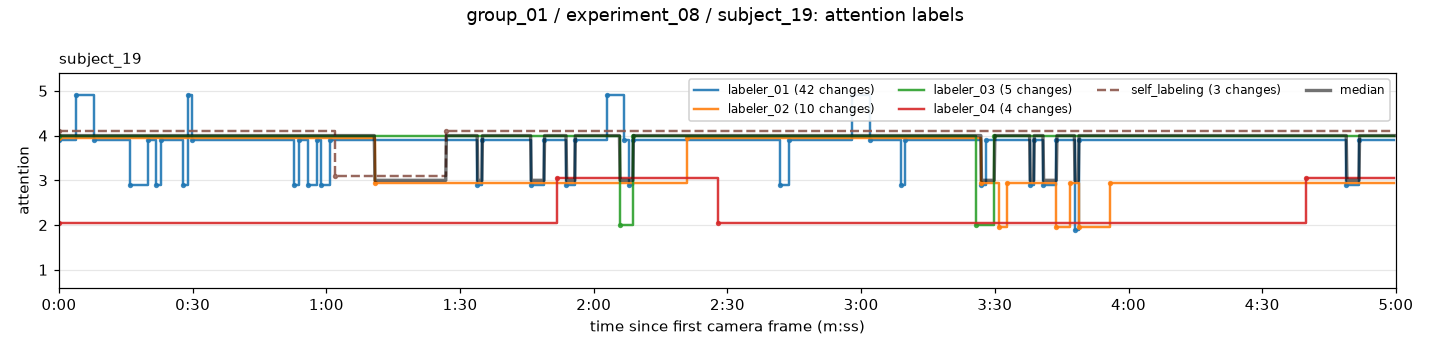 group_01 / experiment_08 / subject_19: attention labels
subject_19
labeler_01 (42 changes)
labeler_02 (10 changes)
labeler_03 (5 changes)
labeler_04 (4 changes)
self_labeling (3 changes)
median
attention
5
4
3
2
1
0:00 0:30 1:00 1:30 2:00 2:30 3:00 3:30 4:00 4:30 5:00
time since first camera frame (m:ss)